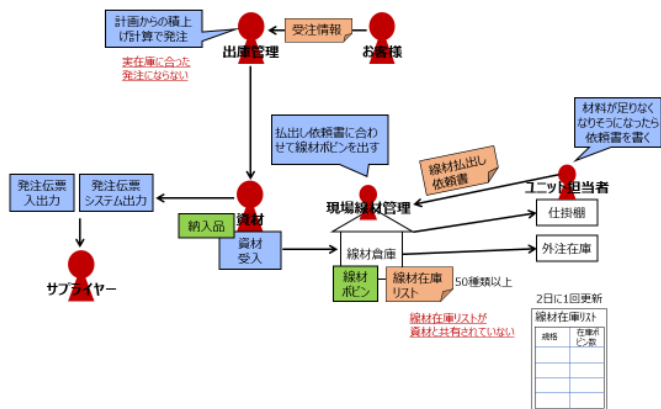 計画からの積上
げ計算で発注
出庫管理
受注情報
お客様
実在庫に合った
発注にならない
払出し依頼書に合わ
せて線材ボビンを出す
材料が足りなく
なりそうになったら
依頼書を書く
線材払出し
依頼書
発注伝票
入出力
発注伝票
システム出力
資材
現場線材管理
ユニット担当者
納入品
資材
受入
仕掛棚
線材倉庫
外注在庫
サプライヤー
線材
ボビン
線材在庫
リスト
50種類以上
線材在庫リストが
資材と共有されていない
2日に1回更新
線材在庫リスト
規格
在庫ボ
ビン数